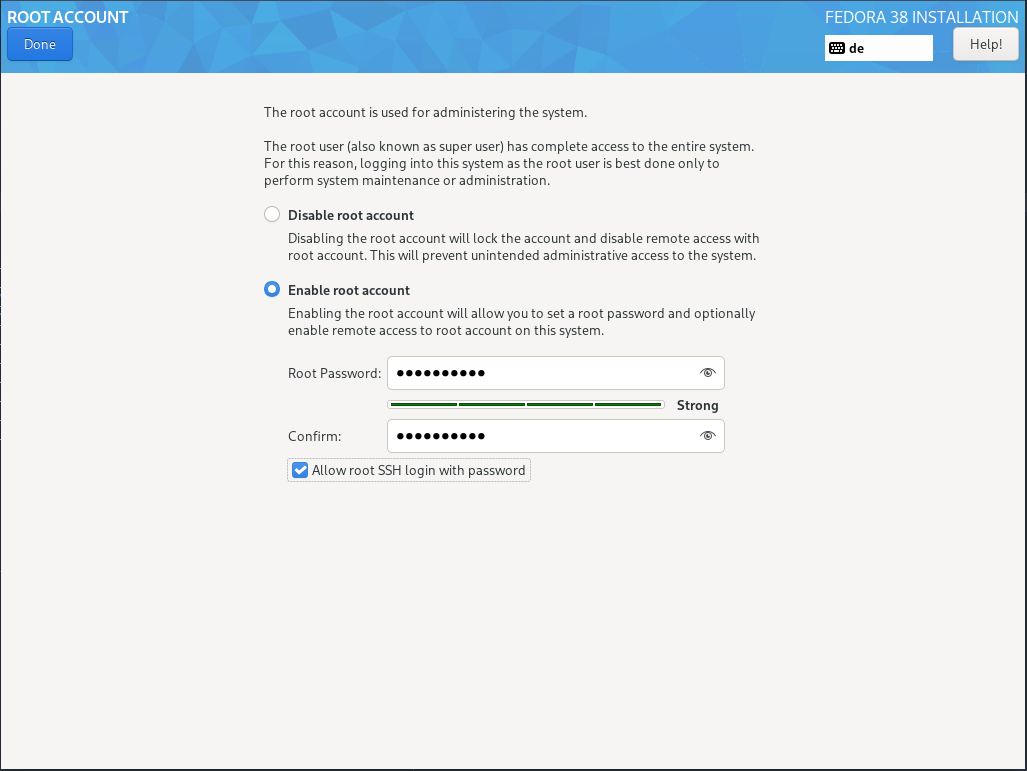 ROOT ACCOUNT
FEDORA 38 INSTALLATION
Done
de
Help!
The root account is used for administering the system.
The root user (also known as super user) has complete access to the entire system.
For this reason, logging into this system as the root user is best done only to
perform system maintenance or administration.
Disable root account
Disabling the root account will lock the account and disable remote access with
root account. This will prevent unintended administrative access to the system.
Enable root account
Enabling the root account will allow you to set a root password and optionally
enable remote access to root account on this system.
Root Password: ●●●●●●●●●●
Strong
Confirm: ●●●●●●●●●●
Allow root SSH login with password